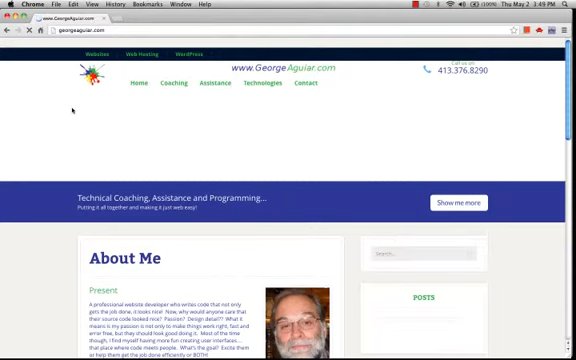 Chrome File Edit View History Bookmarks Window Help
Thu May 2 3:49 PM
www.GeorgeAguiar.com
georgeaguiar.com
Websites Web Hosting WordPress
www.GeorgeAguiar.com
Call us on
413.376.8290
Home Coaching Assistance Technologies Contact
Technical Coaching, Assistance and Programming...
Putting it all together and making it just web easy!
Show me more
About Me
Search...
Present
POSTS
A professional website developer who writes code that not only
gets the job done, it looks nice! Now, why would anyone care that
their source code looked nice? Passion? Design detail?? What it
means is my passion is not only to make things work right, fast and
error free, but they should look good doing it. Most of the time
though, I find myself having more fun creating user interfaces...
that place where code meets people. What's the goal? Excite them
or help them get the job done efficiently or BOTH!